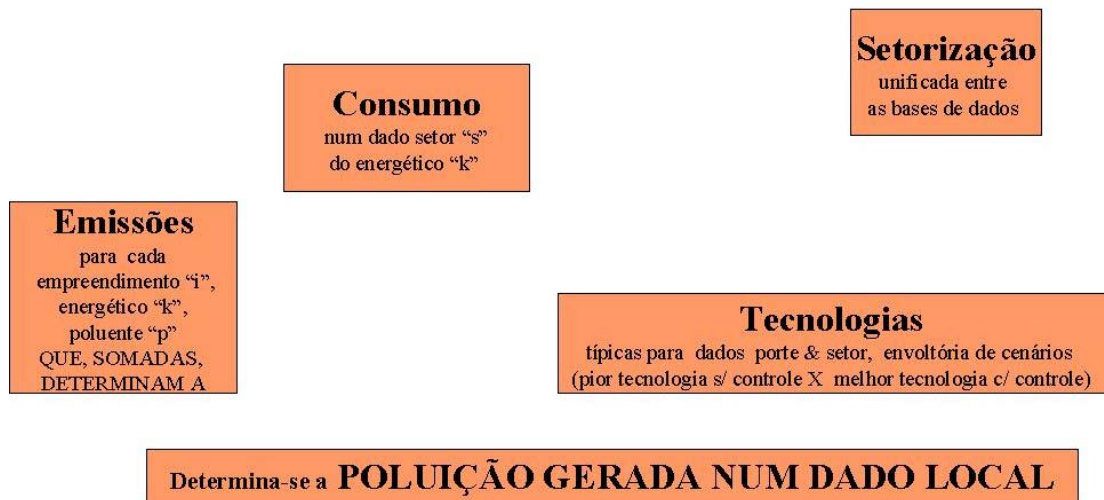 Setorização
unificada entre
as bases de dados
Consumo
num dado setor “s”
do energético “k”
Emissões
para cada
empreendimento “i”,
energético “k”,
poluente “p”
QUE, SOMADAS,
DETERMINAM A
Tecnologias
típicas para dados porte & setor, envoltória de cenários
(pior tecnologia s/ controle X melhor tecnologia c/ controle)
Determina-se a POLUIÇÃO GERADA NUM DADO LOCAL